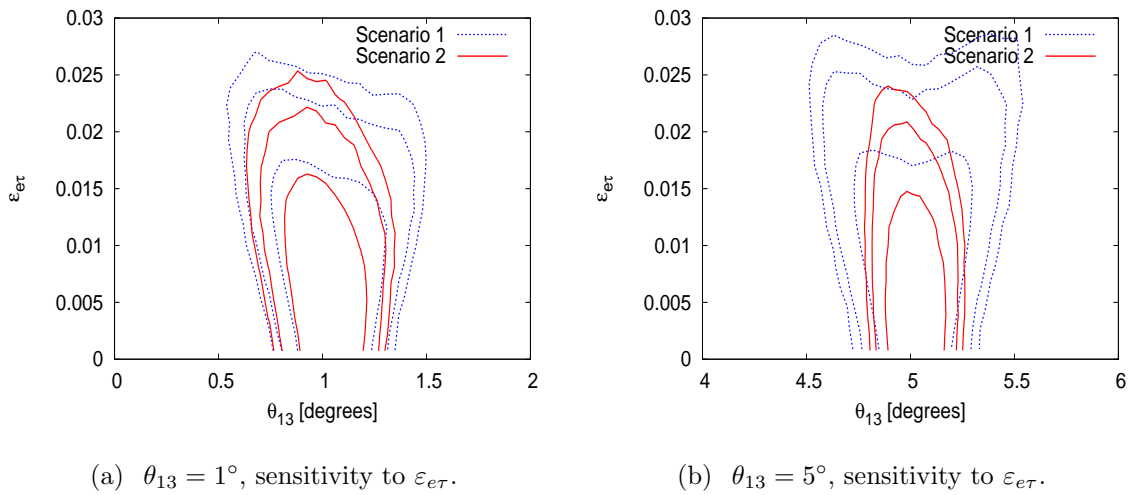 0.03
0.025
0.02
0.015
0.01
0.005
0
ε_eτ
0 0.5 1 1.5 2
θ_13 [degrees]
Scenario 1
Scenario 2
(a) θ_13 = 1°, sensitivity to ε_eτ.
0.03
0.025
0.02
0.015
0.01
0.005
0
ε_eτ
4 4.5 5 5.5 6
θ_13 [degrees]
Scenario 1
Scenario 2
(b) θ_13 = 5°, sensitivity to ε_eτ.